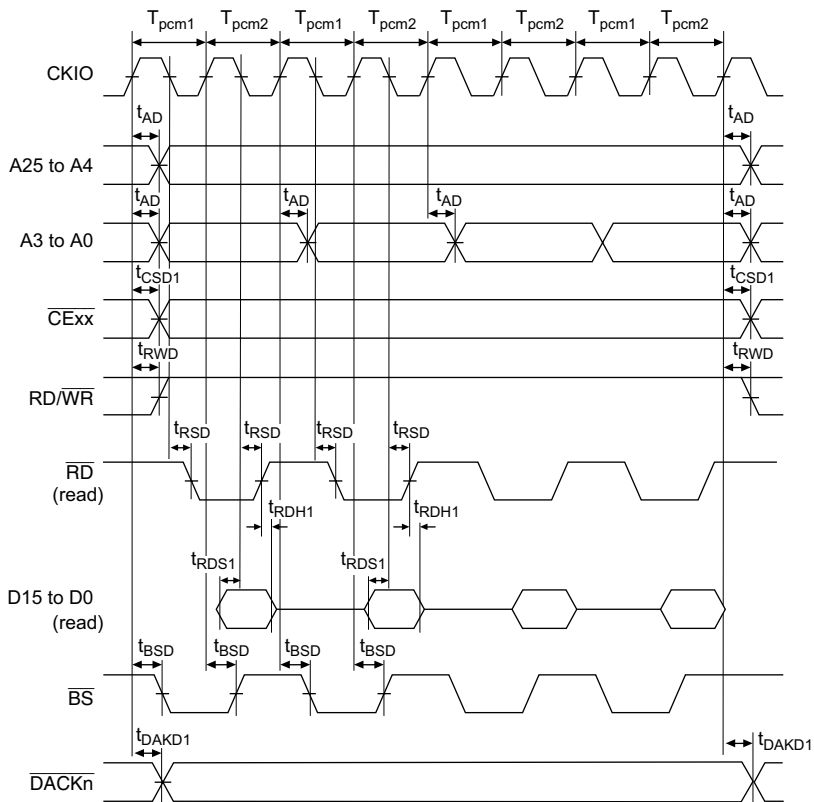 Tpcm1 Tpcm2 Tpcm1 Tpcm2 Tpcm1 Tpcm2 Tpcm1 Tpcm2
CKIO
tAD tAD
A25 to A4
tAD tAD tAD tAD
A3 to A0
tCSD1 tCSD1
CExx
tRWD tRWD
RD/WR
tRSD tRSD tRSD tRSD
RD
(read)
tRDH1 tRDH1
tRDS1 tRDS1
D15 to D0
(read)
tBSD tBSD tBSD tBSD
BS
tDAKD1 tDAKD1
DACKn